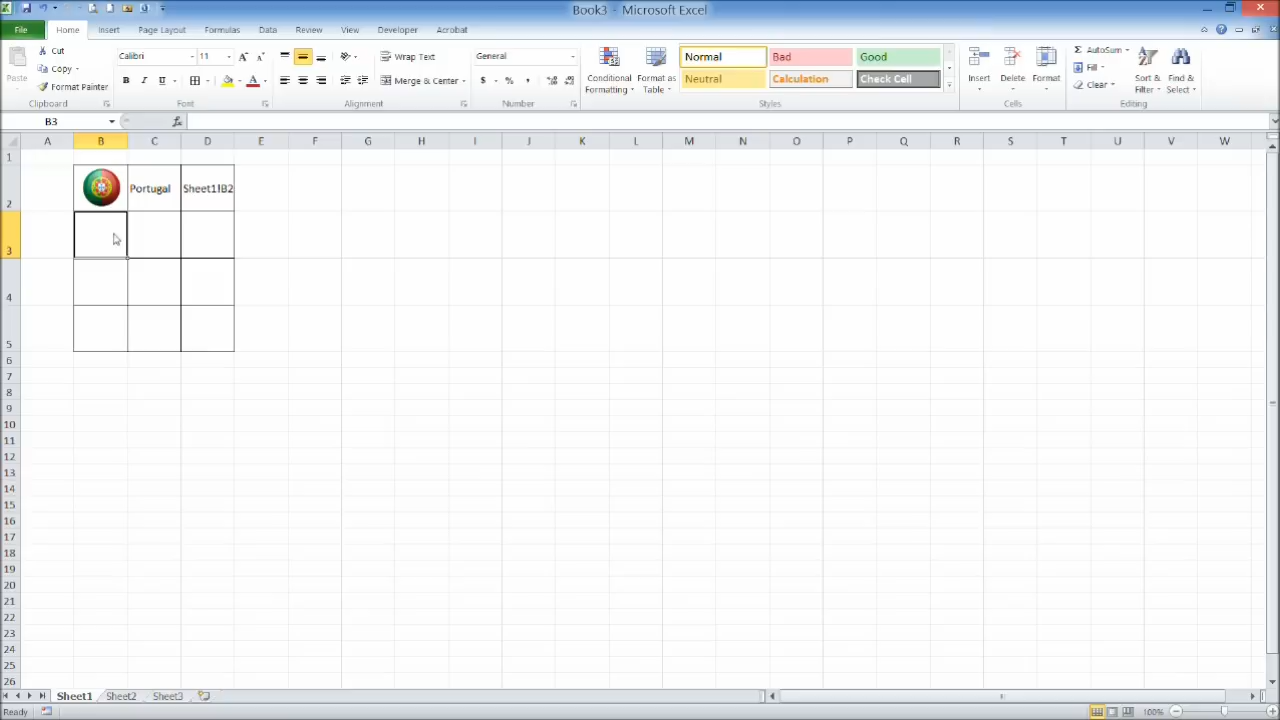 Book3 - Microsoft Excel
File Home Insert Page Layout Formulas Data Review View Developer Acrobat
Cut
Copy
Format Painter
Paste
Clipboard
Calibri 11
B I U
Font
Wrap Text
Merge & Center
Alignment
General
$ % ,
Number
Conditional Formatting
Format as Table
Normal Bad Good
Neutral Calculation Check Cell
Styles
Insert Delete Format
Cells
AutoSum
Fill
Clear
Sort & Filter
Find & Select
Editing
B3 fx
A B C D E F G H I J K L M N O P Q R S T U V W
1
2 Portugal Sheet1!B2
3
4
5
6
7
8
9
10
11
12
13
14
15
16
17
18
19
20
21
22
23
24
25
26
Sheet1 Sheet2 Sheet3
Ready 100%